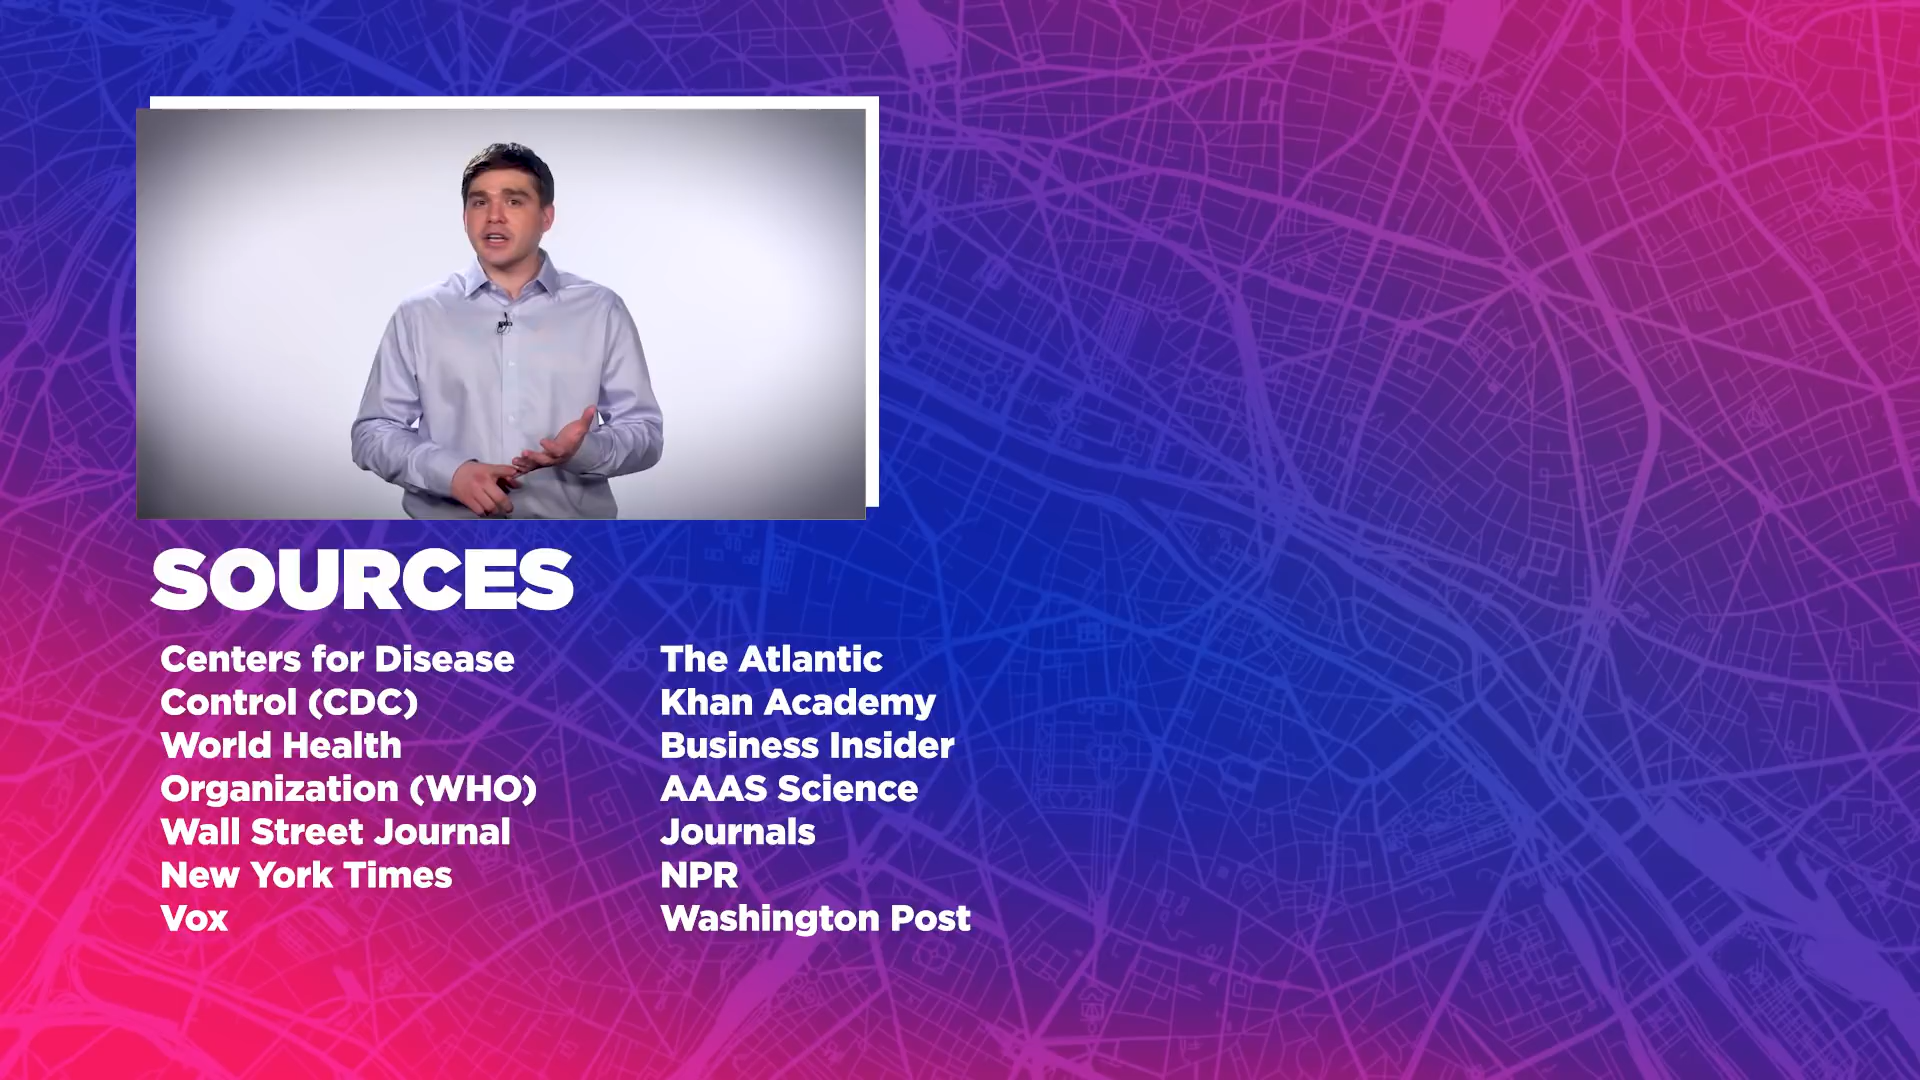 SOURCES
Centers for Disease
Control (CDC)
World Health
Organization (WHO)
Wall Street Journal
New York Times
Vox
The Atlantic
Khan Academy
Business Insider
AAAS Science
Journals
NPR
Washington Post